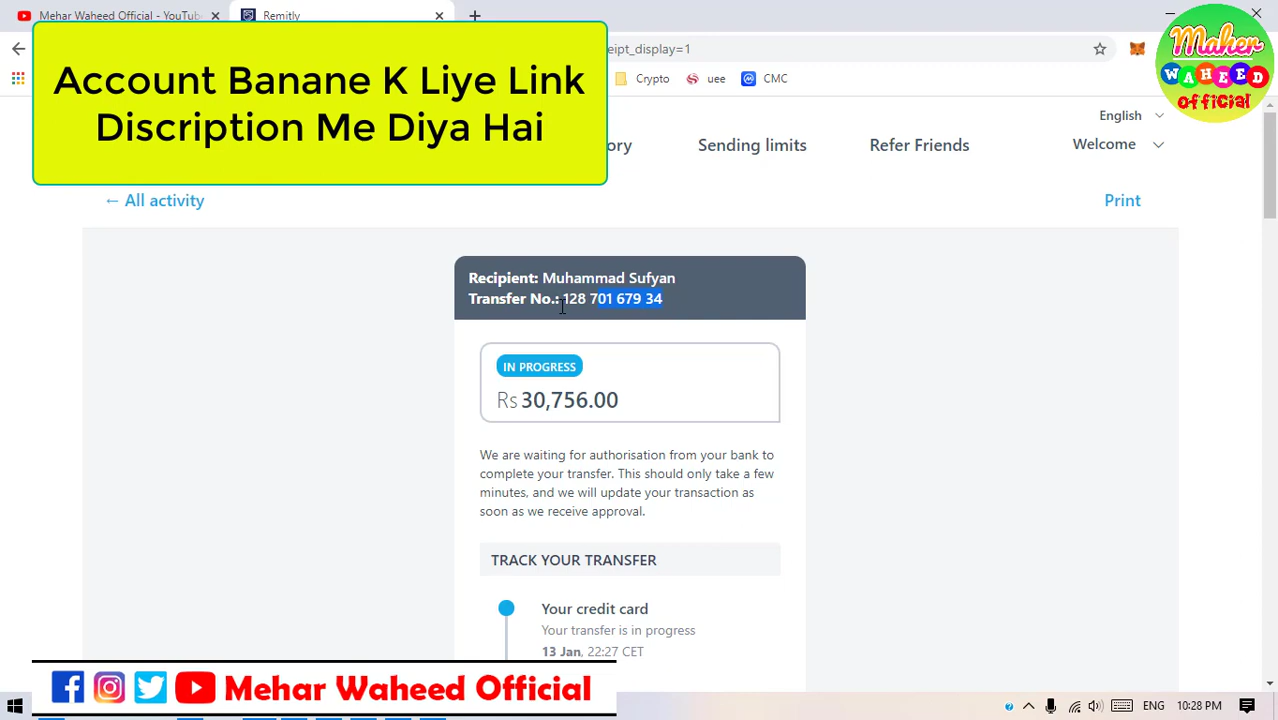 Mehar Waheed Official - YouTu
Remitly
Maher
WAHEED
official
Account Banane K Liye Link
Discription Me Diya Hai
eipt_display=1
Crypto
uee
CMC
English
ory
Sending limits
Refer Friends
Welcome
← All activity
Print
Recipient: Muhammad Sufyan
Transfer No.: 128 701 679 34
IN PROGRESS
Rs 30,756.00
We are waiting for authorisation from your bank to
complete your transfer. This should only take a few
minutes, and we will update your transaction as
soon as we receive approval.
TRACK YOUR TRANSFER
Your credit card
Your transfer is in progress
13 Jan, 22:27 CET
Mehar Waheed Official
ENG
10:28 PM